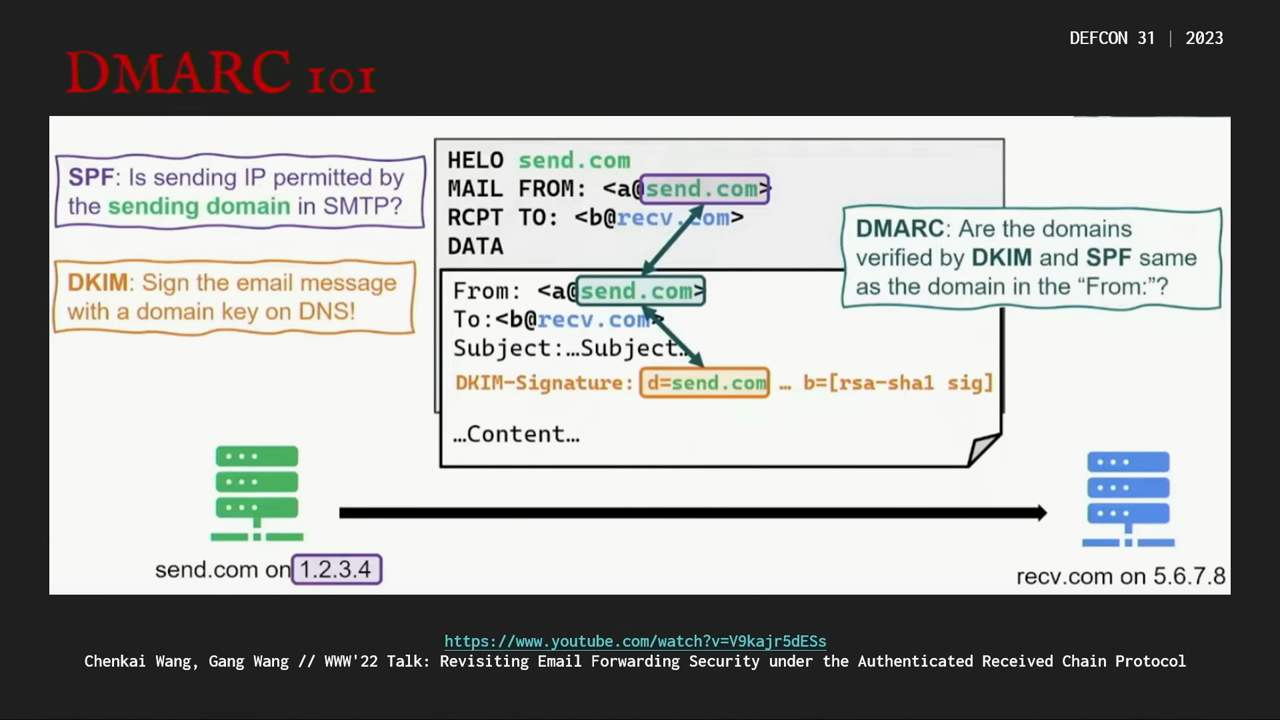 DEFCON 31 | 2023
DMARC 101
SPF: Is sending IP permitted by
the sending domain in SMTP?
DKIM: Sign the email message
with a domain key on DNS!
HELO send.com
MAIL FROM: <a@send.com>
RCPT TO: <b@recv.com>
DATA
From: <a@send.com>
To:<b@recv.com>
Subject:…Subject…
DKIM-Signature: d=send.com … b=[rsa-sha1 sig]
…Content…
DMARC: Are the domains
verified by DKIM and SPF same
as the domain in the “From:”?
send.com on 1.2.3.4
recv.com on 5.6.7.8
https://www.youtube.com/watch?v=V9kajr5dESs
Chenkai Wang, Gang Wang // WWW'22 Talk: Revisiting Email Forwarding Security under the Authenticated Received Chain Protocol